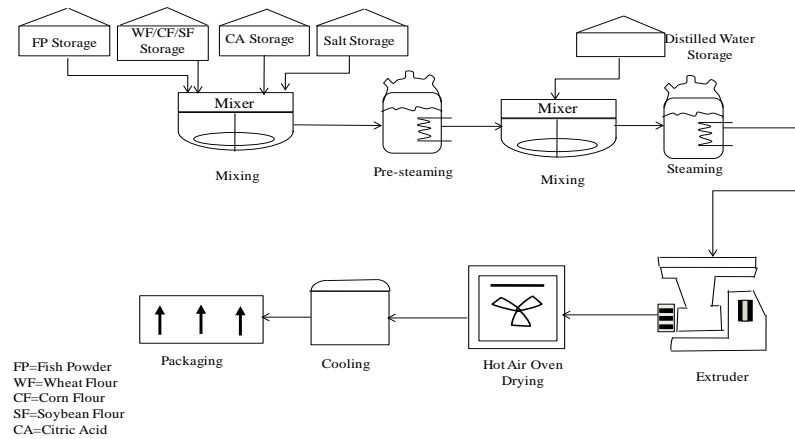 FP Storage
WF/CF/SF
Storage
CA Storage
Salt Storage
Distilled Water
Storage
Mixer
Mixing
Pre-steaming
Mixer
Mixing
Steaming
Packaging
Cooling
Hot Air Oven
Drying
Extruder
FP=Fish Powder
WF=Wheat Flour
CF=Corn Flour
SF=Soybean Flour
CA=Citric Acid